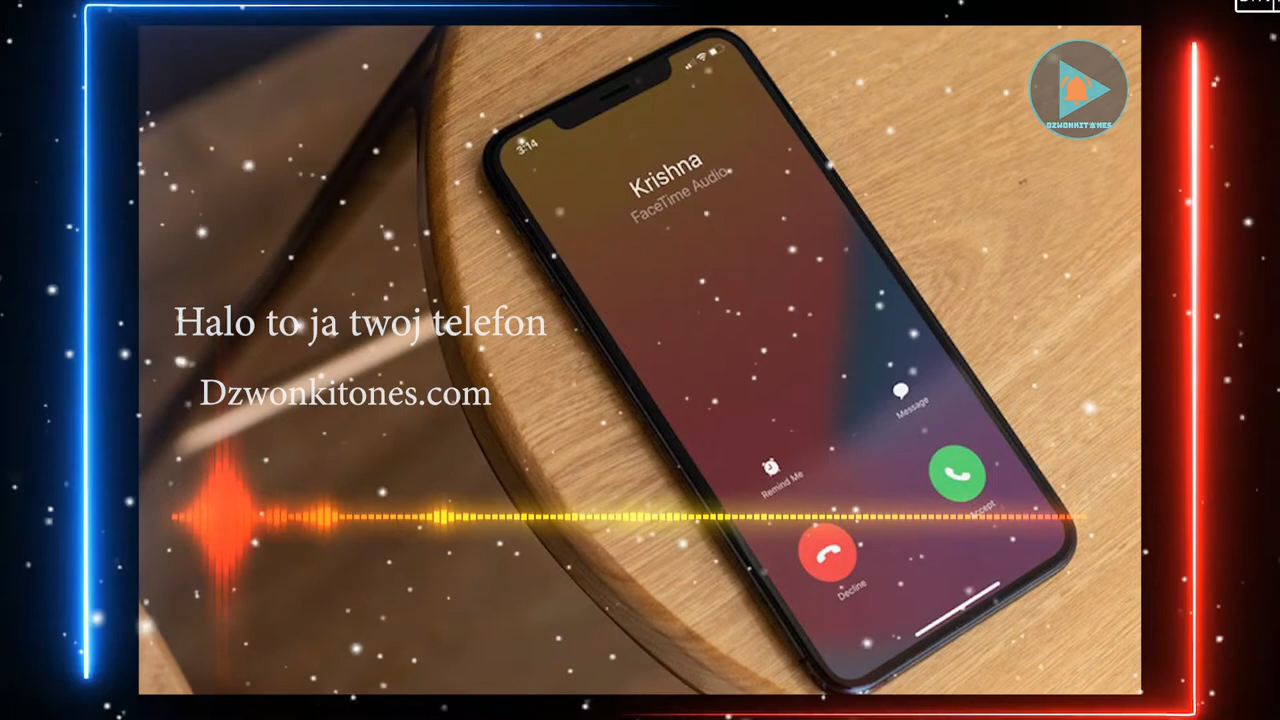 DZWONKITONES
3:14
Krishna
FaceTime Audio
Halo to ja twoj telefon
Dzwonkitones.com
Message
Remind Me
Accept
Decline